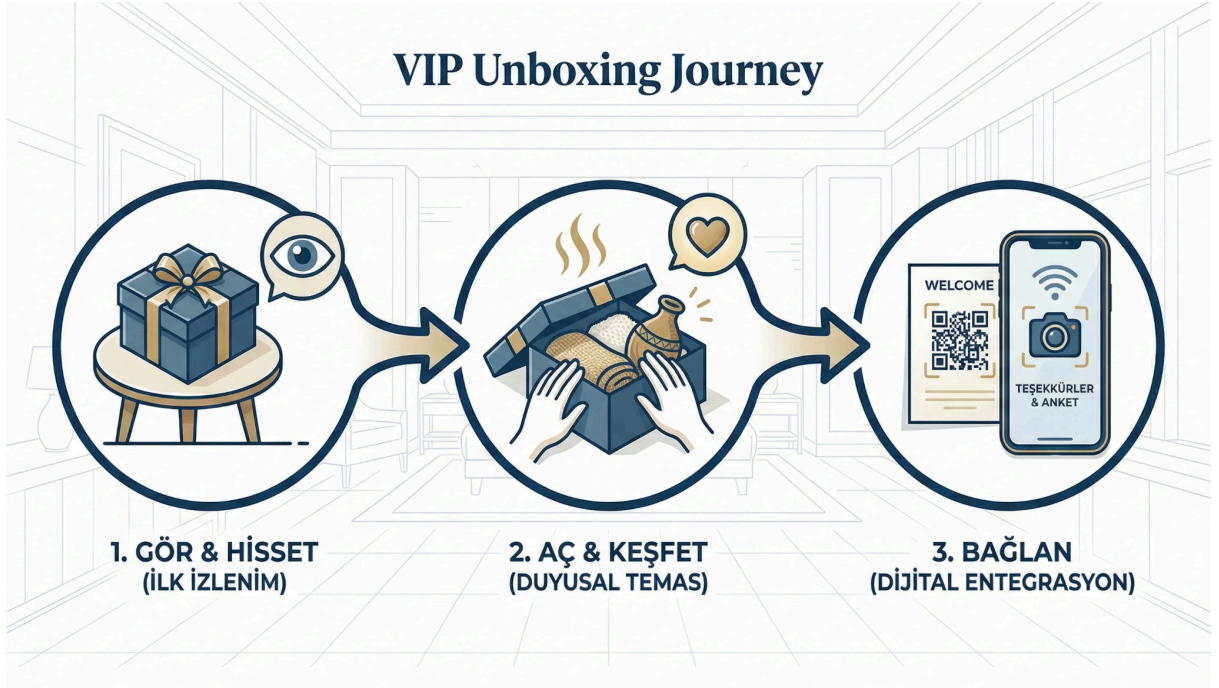 VIP Unboxing Journey
WELCOME
TEŞEKKÜRLER
& ANKET
1. GÖR & HİSSET
(İLK İZLENİM)
2. AÇ & KEŞFET
(DUYUSAL TEMAS)
3. BAĞLAN
(DİJİTAL ENTEGRASYON)